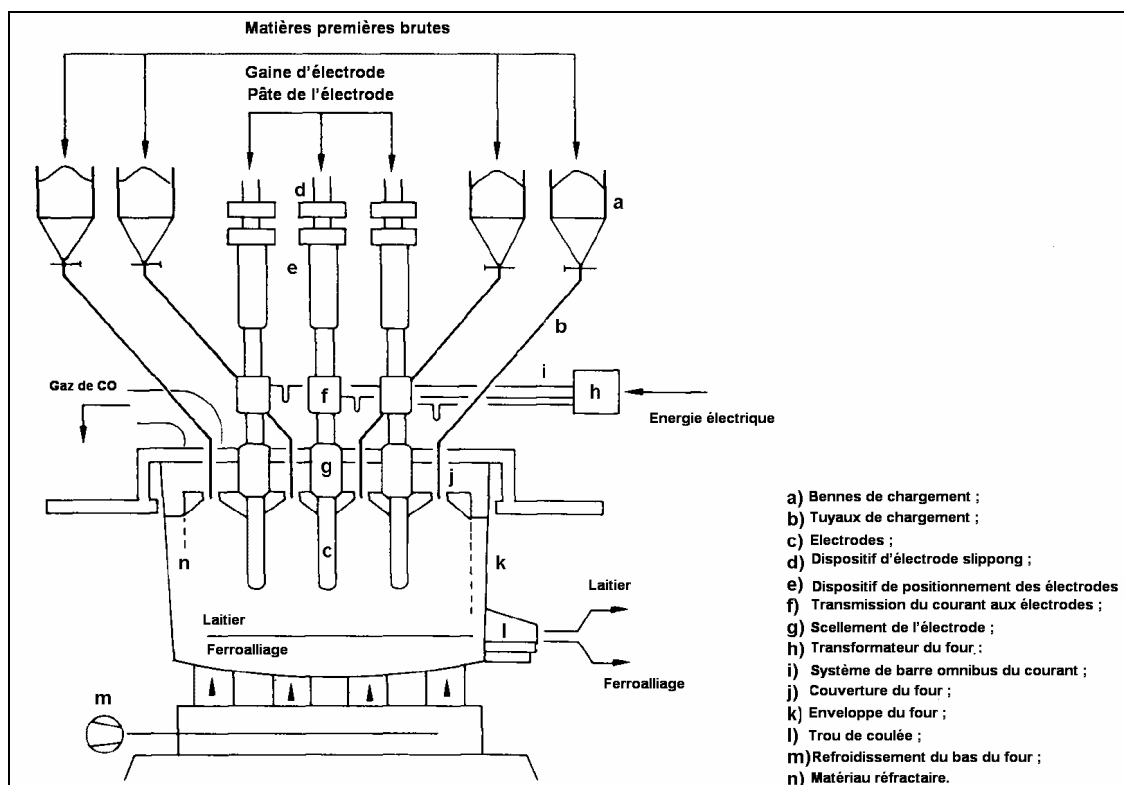 Matières premières brutes
Gaine d'électrode
Pâte de l'électrode
d
a
e
b
i
Gaz de CO
f
h
Energie électrique
g
j
c
n
k
Laitier
Laitier
l
Ferroalliage
Ferroalliage
m
a) Bennes de chargement ;
b) Tuyaux de chargement ;
c) Electrodes ;
d) Dispositif d'électrode slippong ;
e) Dispositif de positionnement des électrodes
f) Transmission du courant aux électrodes ;
g) Scellement de l'électrode ;
h) Transformateur du four ;
i) Système de barre omnibus du courant ;
j) Couverture du four ;
k) Enveloppe du four ;
l) Trou de coulée ;
m) Refroidissement du bas du four ;
n) Matériau réfractaire.